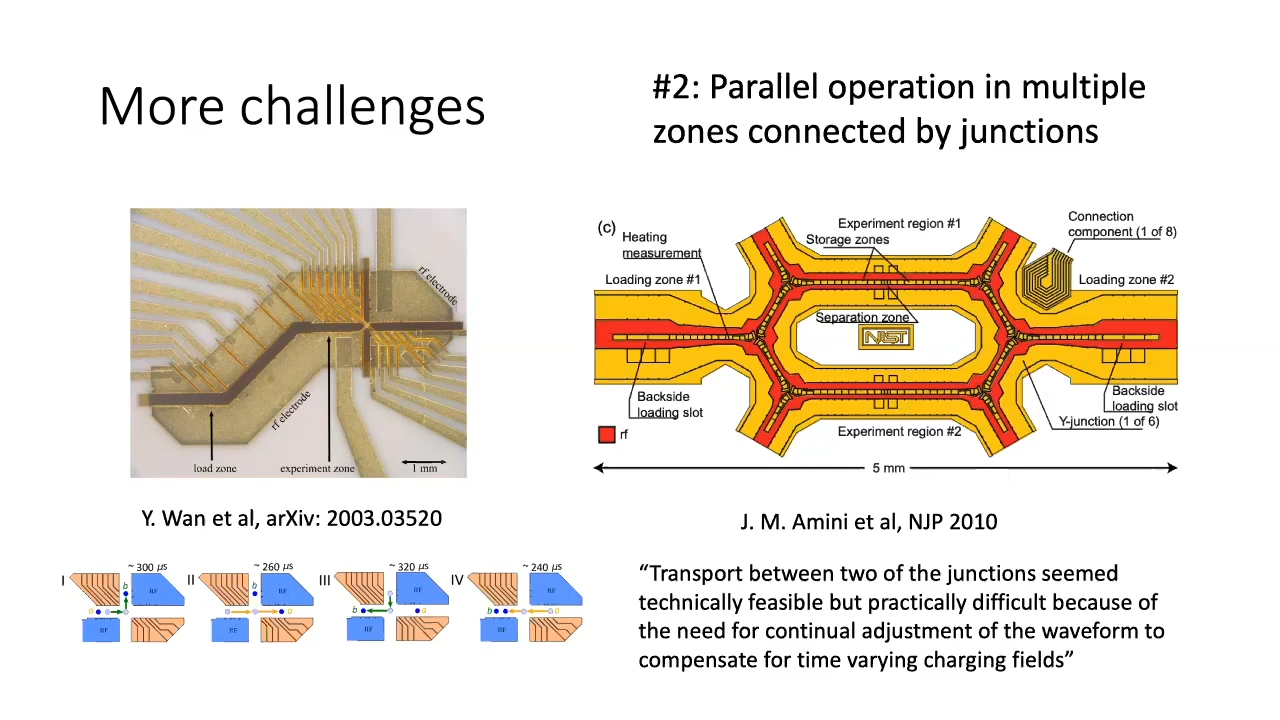 More challenges
#2: Parallel operation in multiple
zones connected by junctions
rf electrode
rf electrode
load zone
experiment zone
1 mm
Y. Wan et al, arXiv: 2003.03520
(c)
Heating
measurement
Experiment region #1
Storage zones
Connection
component (1 of 8)
Loading zone #1
Loading zone #2
Separation zone
NIST
Backside
loading slot
Backside
loading slot
Y-junction (1 of 6)
rf
Experiment region #2
5 mm
J. M. Amini et al, NJP 2010
I
~ 300 μs
b
a
RF
RF
II
~ 260 μs
b
a
RF
RF
III
~ 320 μs
b
a
RF
RF
IV
~ 240 μs
b
a
RF
RF
“Transport between two of the junctions seemed
technically feasible but practically difficult because of
the need for continual adjustment of the waveform to
compensate for time varying charging fields”